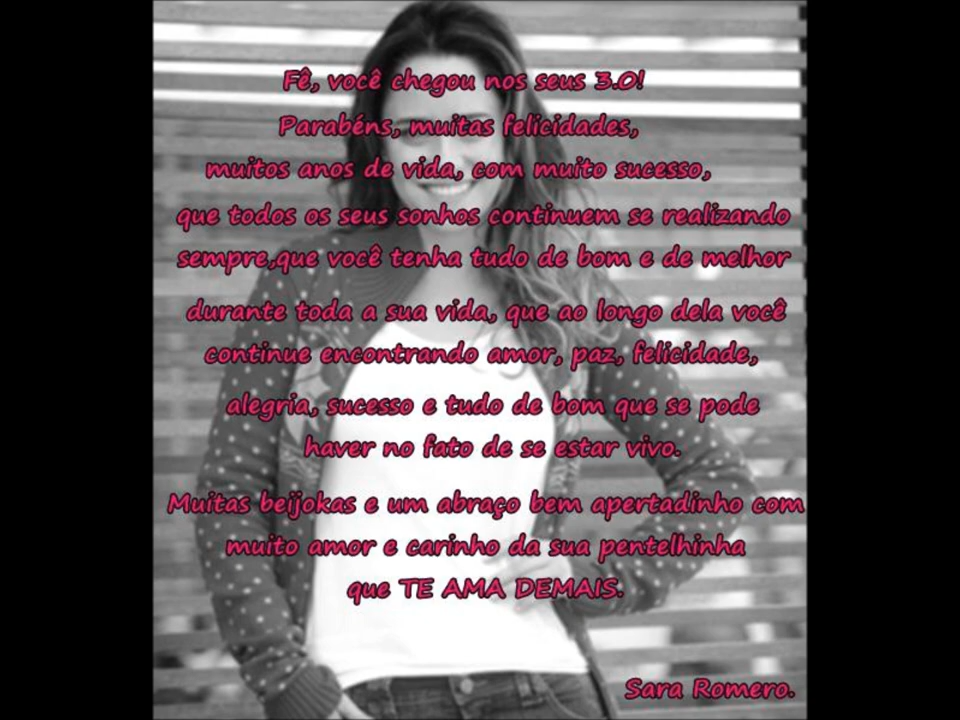 Fê, você chegou nos seus 3.0!
Parabéns, muitas felicidades,
muitos anos de vida, com muito sucesso,
que todos os seus sonhos continuem se realizando
sempre,que você tenha tudo de bom e de melhor
durante toda a sua vida, que ao longo dela você
continue encontrando amor, paz, felicidade,
alegria, sucesso e tudo de bom que se pode
haver no fato de se estar vivo.
Muitas beijokas e um abraço bem apertadinho com
muito amor e carinho da sua pentelhinha
que TE AMA DEMAIS.
Sara Romero.